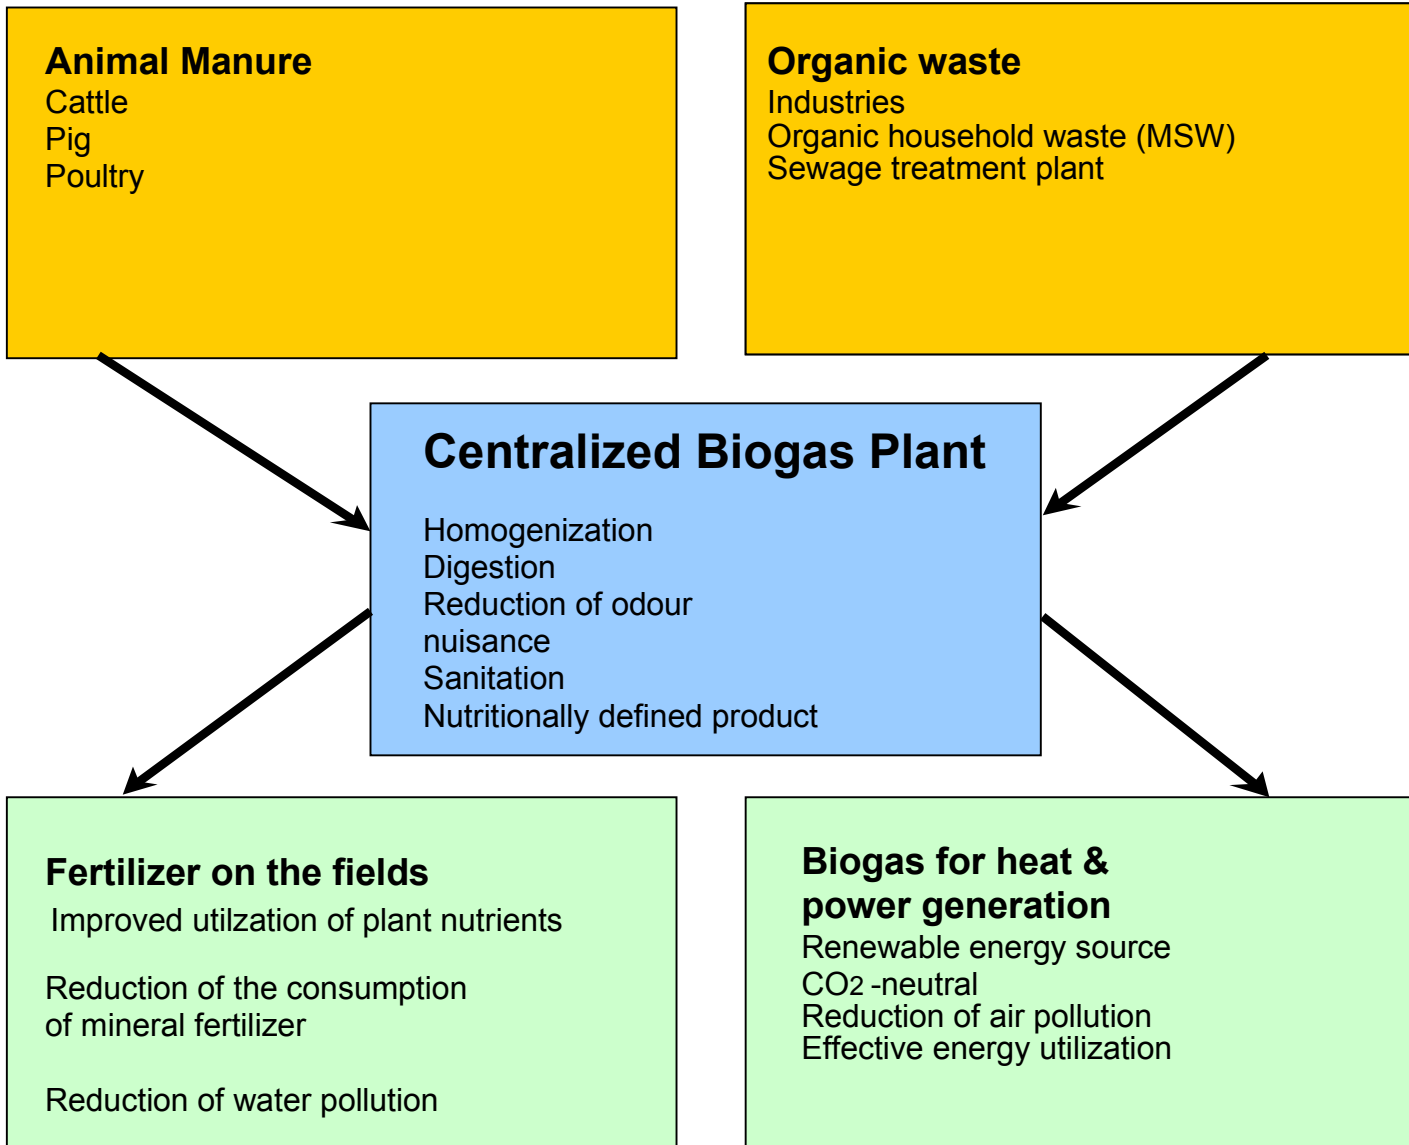 Animal Manure
Cattle
Pig
Poultry
Organic waste
Industries
Organic household waste (MSW)
Sewage treatment plant
Centralized Biogas Plant
Homogenization
Digestion
Reduction of odour
nuisance
Sanitation
Nutritionally defined product
Fertilizer on the fields
Improved utilzation of plant nutrients
Reduction of the consumption
of mineral fertilizer
Reduction of water pollution
Biogas for heat &
power generation
Renewable energy source
CO2 -neutral
Reduction of air pollution
Effective energy utilization